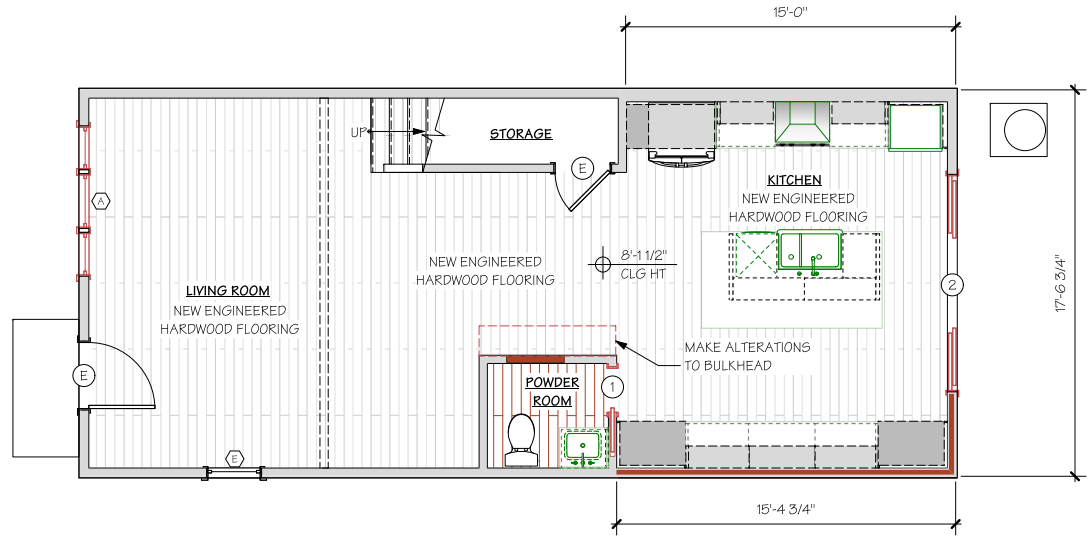 15'-0"
UP
STORAGE
E
KITCHEN
NEW ENGINEERED
HARDWOOD FLOORING
A
8'-1 1/2"
CLG HT
NEW ENGINEERED
HARDWOOD FLOORING
17'-6 3/4"
2
LIVING ROOM
NEW ENGINEERED
HARDWOOD FLOORING
MAKE ALTERATIONS
TO BULKHEAD
E
POWDER
ROOM
1
E
15'-4 3/4"